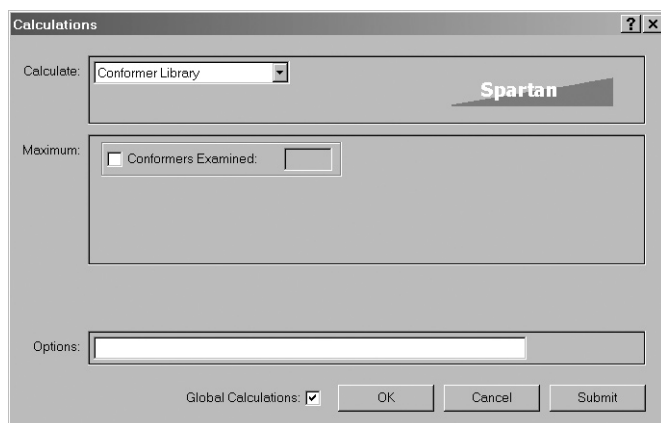 Calculations
Calculate: Conformer Library
Spartan
Maximum: Conformers Examined:
Options:
Global Calculations: OK Cancel Submit